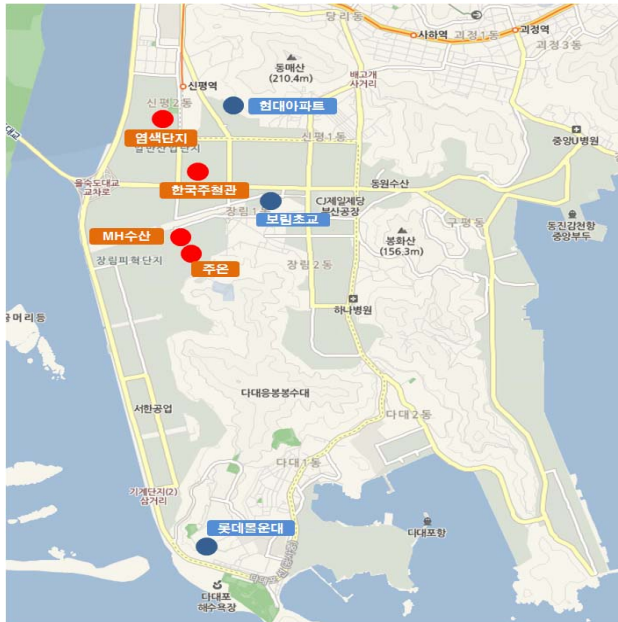 당리동
사하역
괴정1동
괴정역
괴정3동
동매산
(210.4m)
배고개
사거리
신평역
신평2동
현대아파트
염색단지
신평1동
중앙U병원
을숙도대교
교차로
한국주철관
동원수산
장림1동
보림초교
CJ제일제당
부산공장
구평동
동진감천항
중앙부두
MH수산
봉화산
(156.3m)
장림피혁단지
주온
장림2동
하나병원
다대응봉봉수대
서한공업
다대2동
다대1동
기계단지(2)
삼거리
롯데몰운대
다대포항
다대포
해수욕장